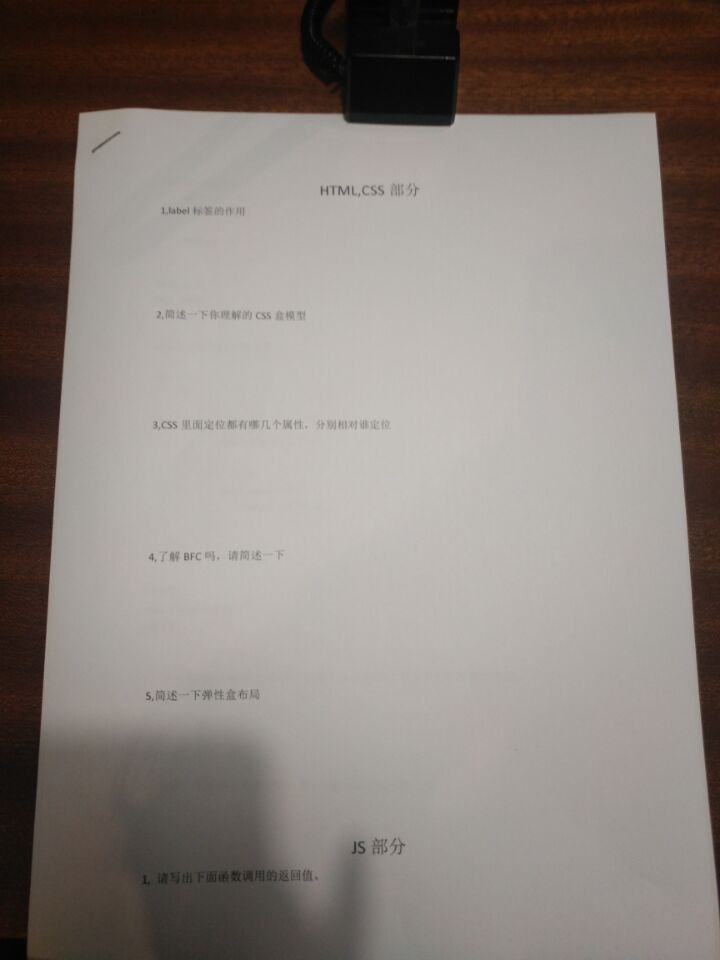 HTML,CSS 部分
1,label 标签的作用
2,简述一下你理解的 CSS 盒模型
3,CSS 里面定位都有哪几个属性，分别相对谁定位
4,了解 BFC 吗，请简述一下
5,简述一下弹性盒布局
JS 部分
1, 请写出下面函数调用的返回值。